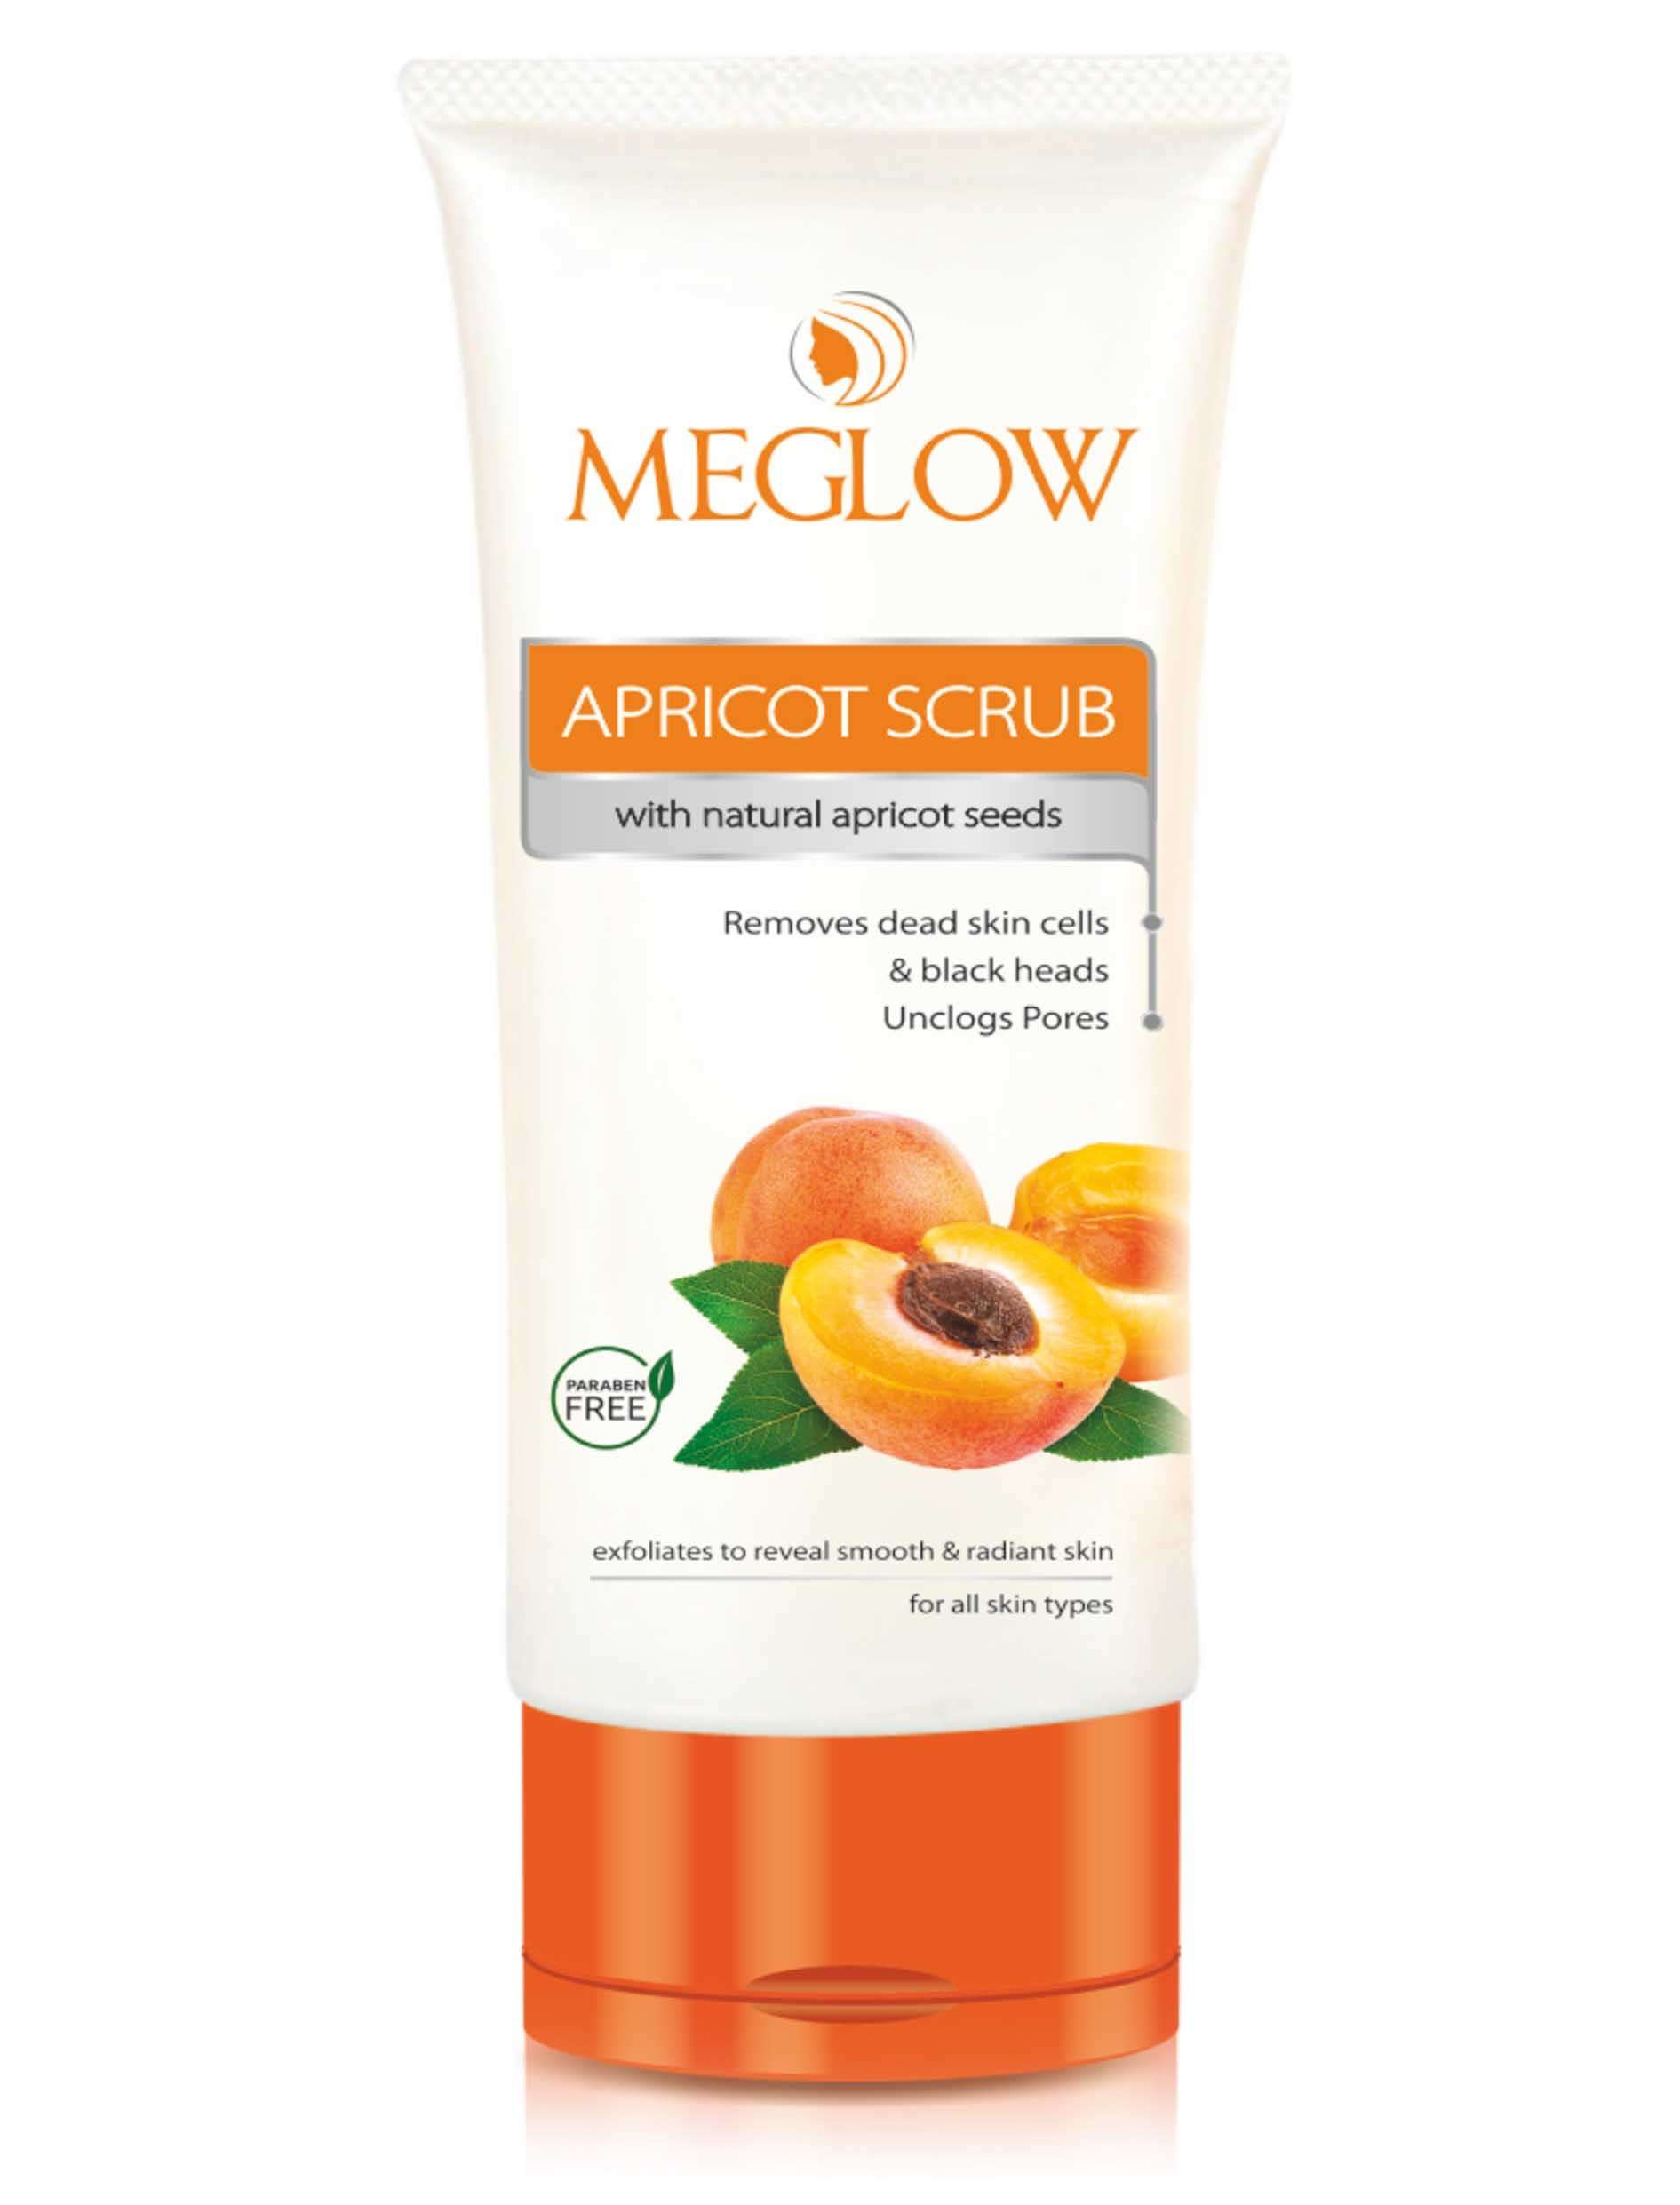 MEGLOW
APRICOT SCRUB
with natural apricot seeds
Removes dead skin cells
& black heads
Unclogs Pores
PARABEN
FREE
exfoliates to reveal smooth & radiant skin
for all skin types